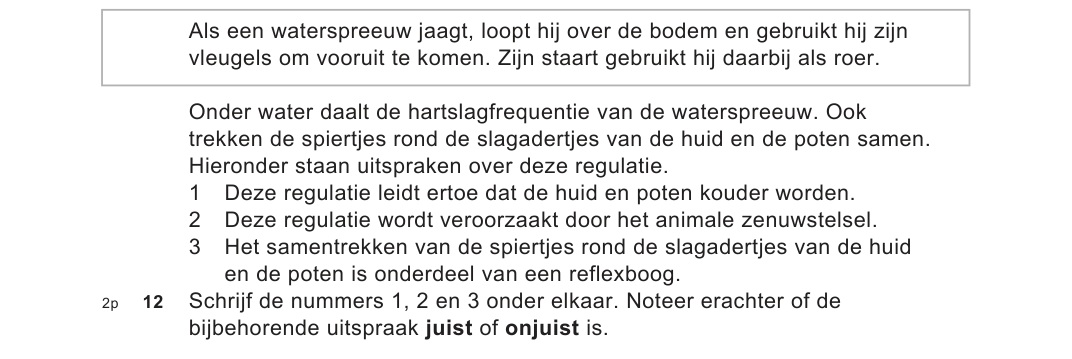 Als een waterspreeuw jaagt, loopt hij over de bodem en gebruikt hij zijn
vleugels om vooruit te komen. Zijn staart gebruikt hij daarbij als roer.
Onder water daalt de hartslagfrequentie van de waterspreeuw. Ook
trekken de spiertjes rond de slagadertjes van de huid en de poten samen.
Hieronder staan uitspraken over deze regulatie.
1 Deze regulatie leidt ertoe dat de huid en poten kouder worden.
2 Deze regulatie wordt veroorzaakt door het animale zenuwstelsel.
3 Het samentrekken van de spiertjes rond de slagadertjes van de huid
en de poten is onderdeel van een reflexboog.
2p 12 Schrijf de nummers 1, 2 en 3 onder elkaar. Noteer erachter of de
bijbehorende uitspraak juist of onjuist is.